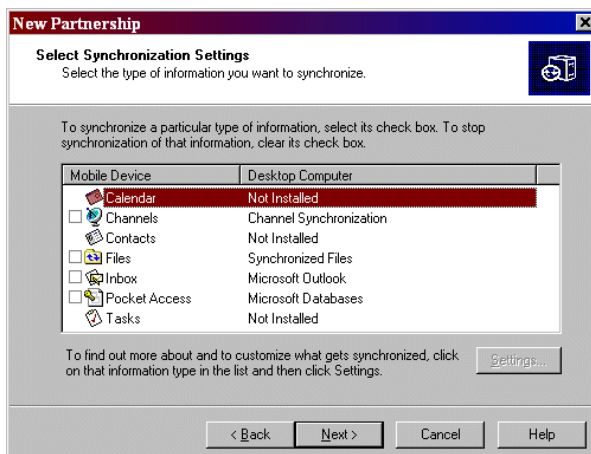 New Partnership
Select Synchronization Settings
Select the type of information you want to synchronize.
To synchronize a particular type of information, select its check box. To stop
synchronization of that information, clear its check box.
Mobile Device Desktop Computer
Calendar Not Installed
Channels Channel Synchronization
Contacts Not Installed
Files Synchronized Files
Inbox Microsoft Outlook
Pocket Access Microsoft Databases
Tasks Not Installed
To find out more about and to customize what gets synchronized, click
on that information type in the list and then click Settings.
Settings...
< Back Next > Cancel Help